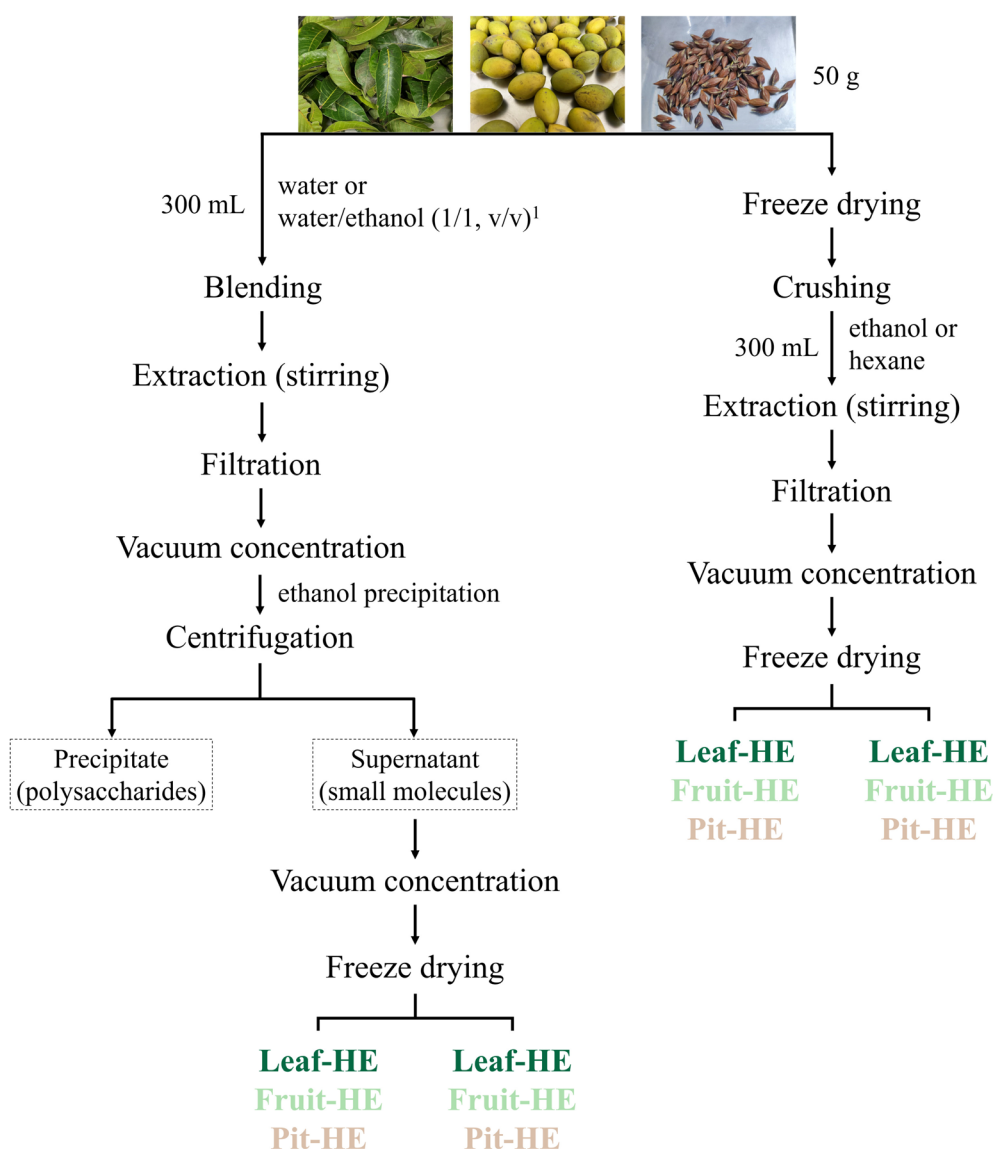 50 g
300 mL
water or
water/ethanol (1/1, v/v)¹
Blending
Extraction (stirring)
Filtration
Vacuum concentration
ethanol precipitation
Centrifugation
Precipitate
(polysaccharides)
Supernatant
(small molecules)
Vacuum concentration
Freeze drying
Leaf-HE
Fruit-HE
Pit-HE
Leaf-HE
Fruit-HE
Pit-HE
Freeze drying
Crushing
300 mL
ethanol or
hexane
Extraction (stirring)
Filtration
Vacuum concentration
Freeze drying
Leaf-HE
Fruit-HE
Pit-HE
Leaf-HE
Fruit-HE
Pit-HE